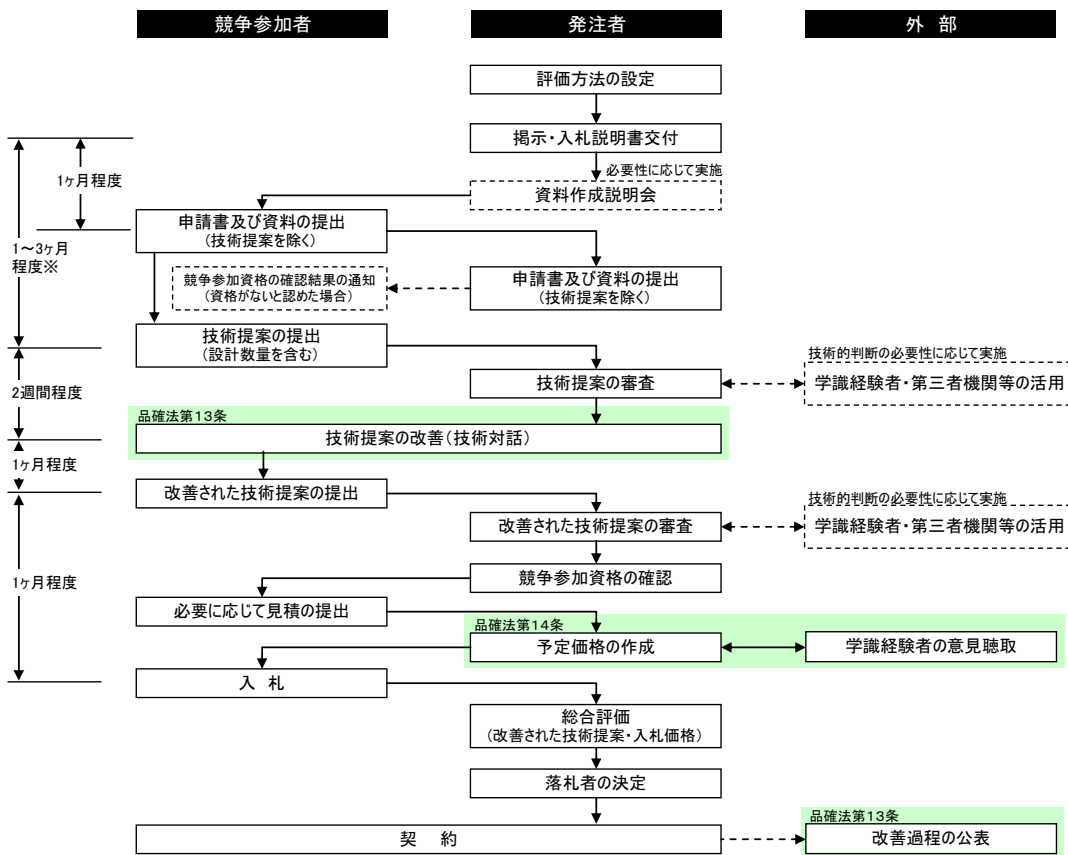 競争参加者
発注者
外 部
評価方法の設定
掲示・入札説明書交付
必要性に応じて実施
資料作成説明会
1ヶ月程度
申請書及び資料の提出
(技術提案を除く)
1～3ヶ月
程度※
競争参加資格の確認結果の通知
(資格がないと認めた場合)
申請書及び資料の提出
(技術提案を除く)
技術提案の提出
(設計数量を含む)
技術的判断の必要性に応じて実施
技術提案の審査
学識経験者・第三者機関等の活用
2週間程度
品確法第13条
技術提案の改善(技術対話)
1ヶ月程度
改善された技術提案の提出
技術的判断の必要性に応じて実施
改善された技術提案の審査
学識経験者・第三者機関等の活用
1ヶ月程度
競争参加資格の確認
必要に応じて見積の提出
品確法第14条
予定価格の作成
学識経験者の意見聴取
入 札
総合評価
(改善された技術提案・入札価格)
落札者の決定
品確法第13条
契 約
改善過程の公表